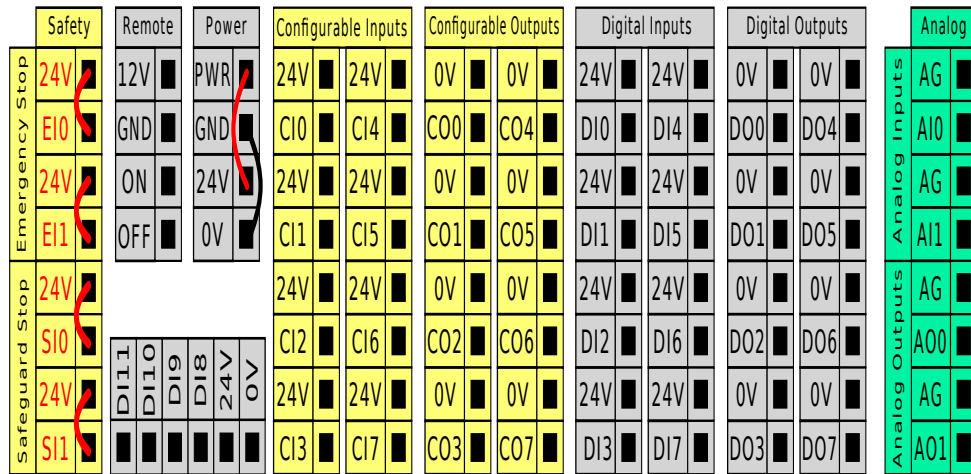 Safety Remote Power Configurable Inputs Configurable Outputs Digital Inputs Digital Outputs Analog
Emergency Stop
24V 12V PWR 24V 24V 0V 0V 24V 24V 0V 0V AG
EI0 GND GND CI0 CI4 CO0 CO4 DI0 DI4 DO0 DO4 AI0
24V ON 24V 24V 24V 0V 0V 24V 24V 0V 0V AG
EI1 OFF 0V CI1 CI5 CO1 CO5 DI1 DI5 DO1 DO5 AI1
Analog Inputs
Safeguard Stop
24V 24V 24V 0V 0V 24V 24V 0V 0V AG
SI0 CI2 CI6 CO2 CO6 DI2 DI6 DO2 DO6 AO0
24V 24V 24V 0V 0V 24V 24V 0V 0V AG
SI1 CI3 CI7 CO3 CO7 DI3 DI7 DO3 DO7 AO1
Analog Outputs
DI11
DI10
DI9
DI8
24V
0V